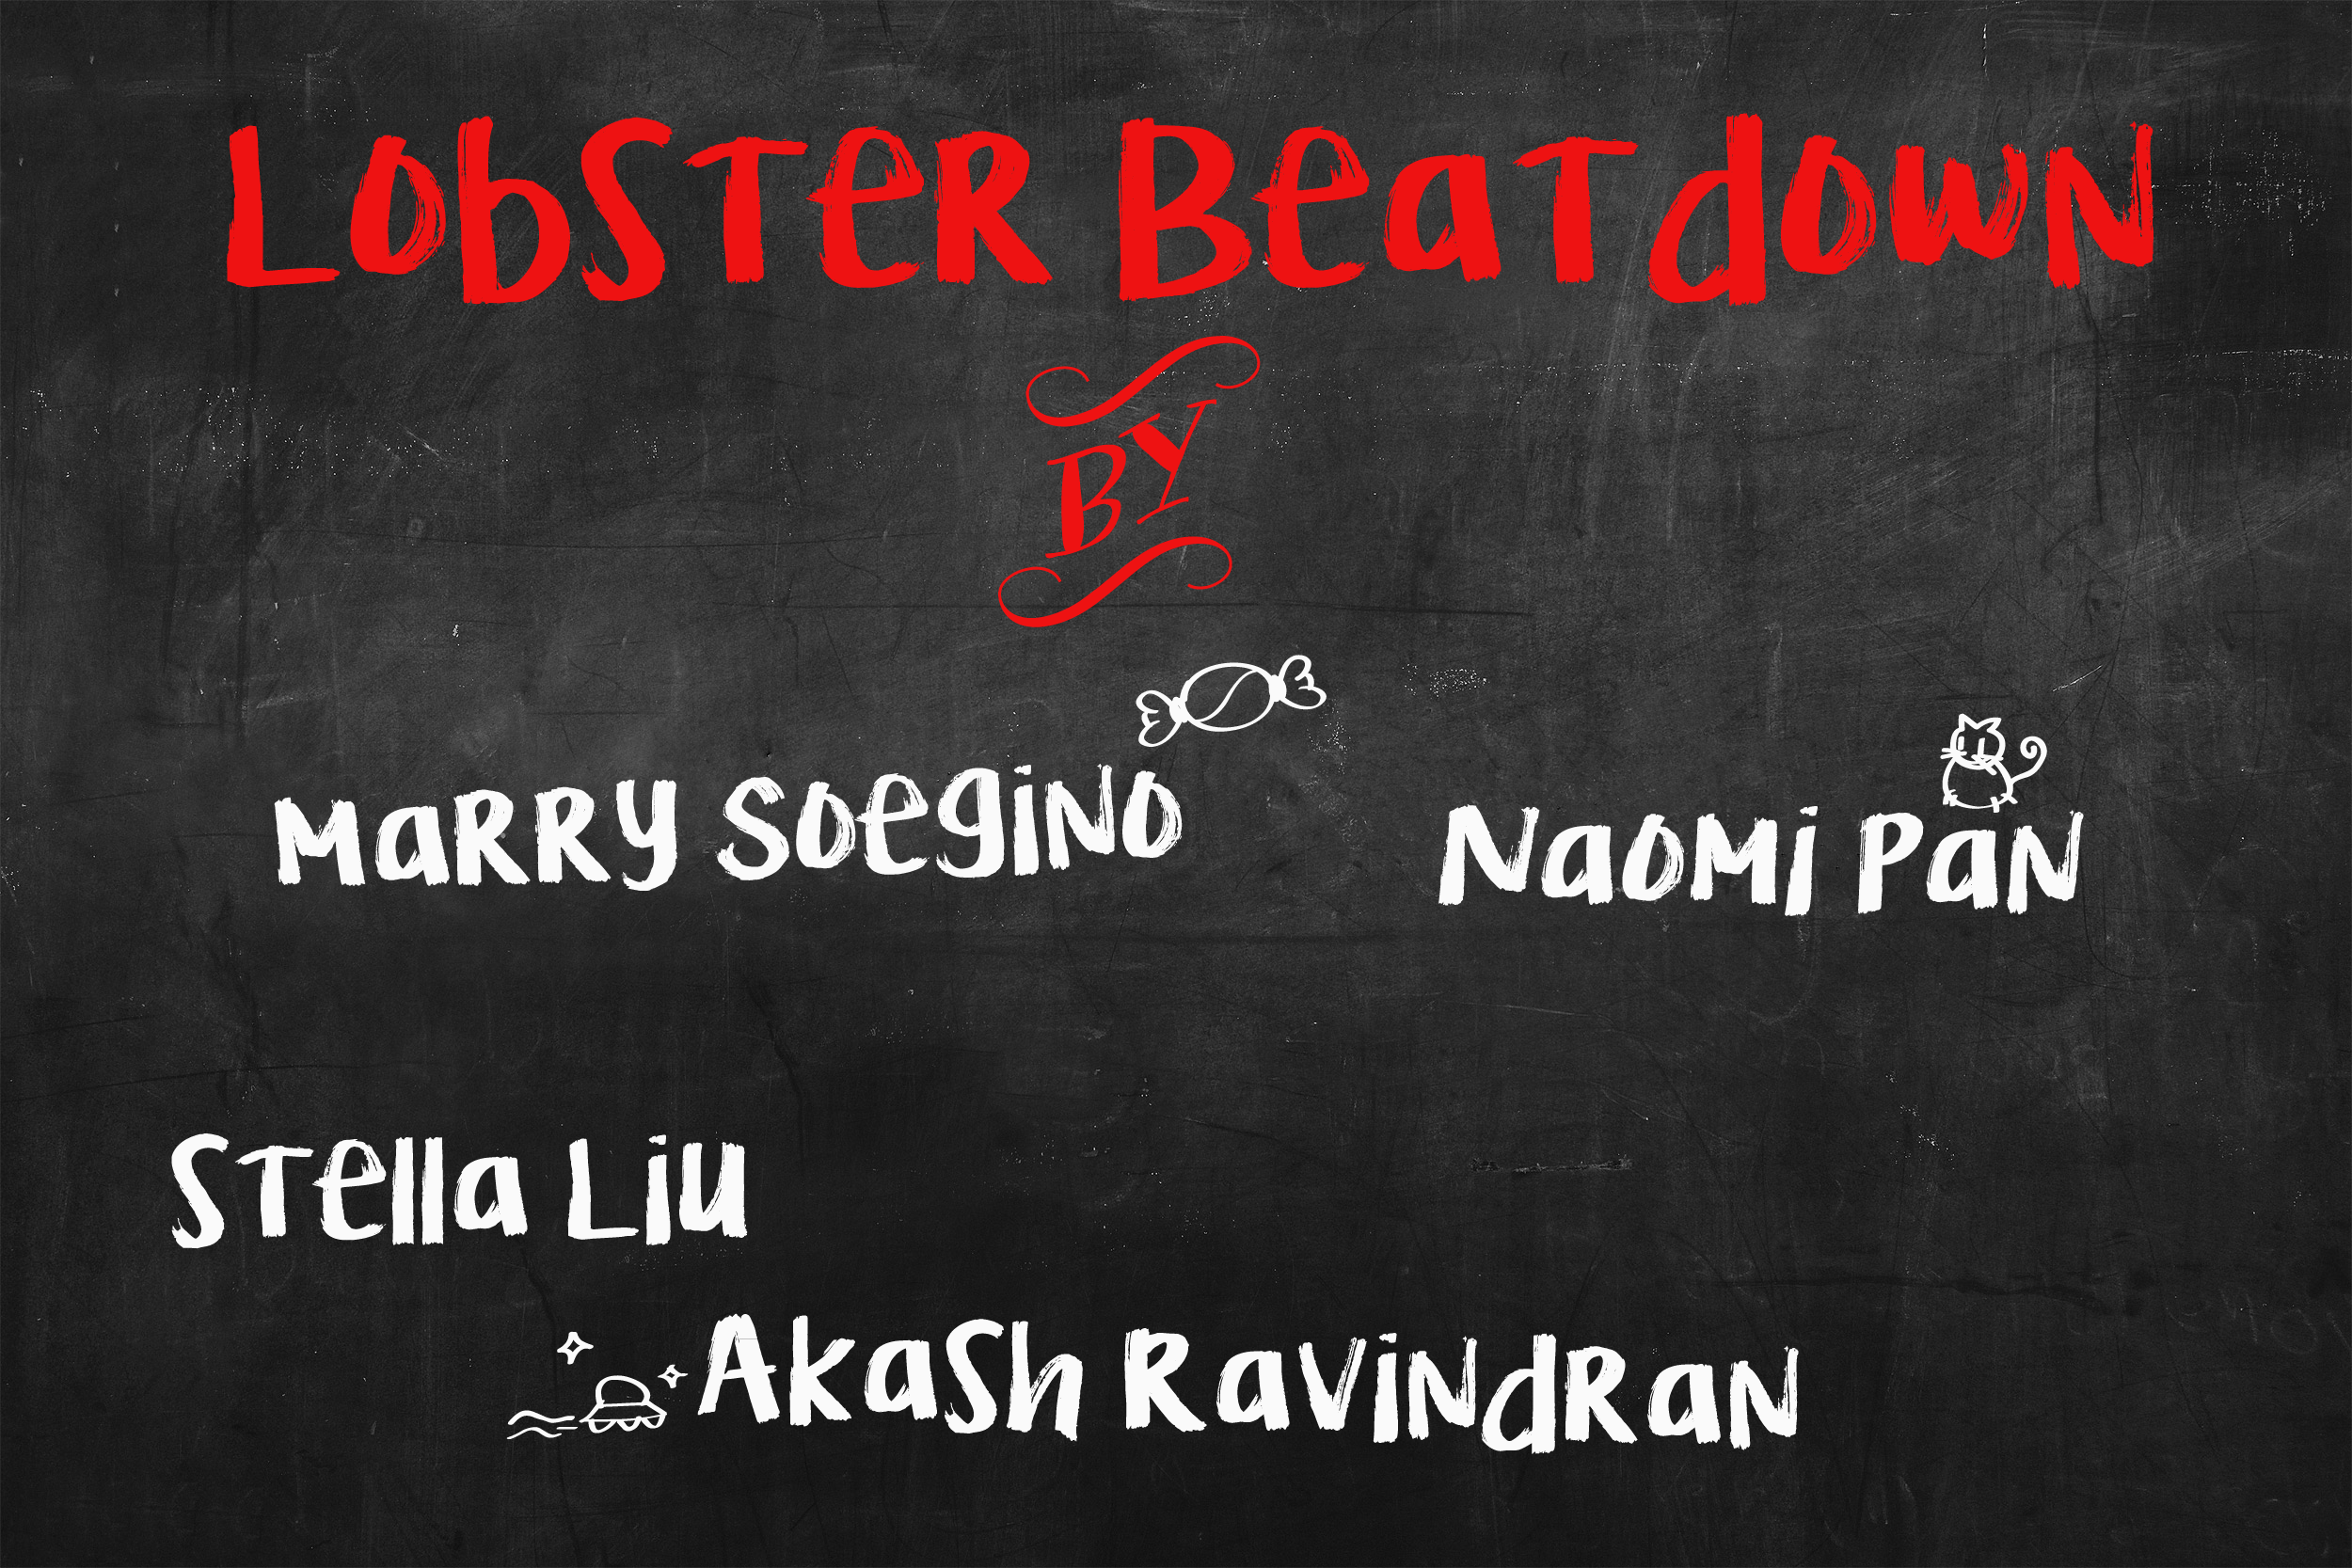 Lobster Beatdown
BY
Marry Soegino
Naomi Pan
Stella Liu
Akash Ravindran